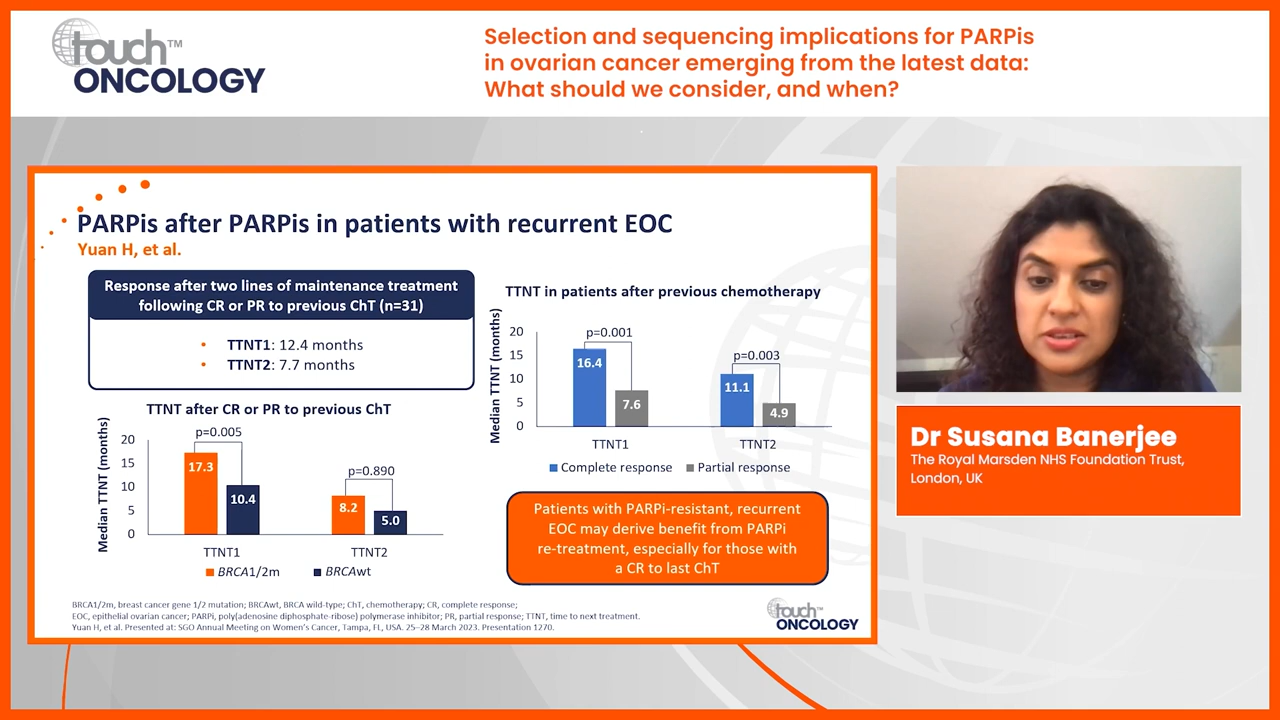 touch™
ONCOLOGY
Selection and sequencing implications for PARPis
in ovarian cancer emerging from the latest data:
What should we consider, and when?
PARPis after PARPis in patients with recurrent EOC
Yuan H, et al.
Response after two lines of maintenance treatment
following CR or PR to previous ChT (n=31)
• TTNT1: 12.4 months
• TTNT2: 7.7 months
TTNT after CR or PR to previous ChT
Median TTNT (months)
20
15
10
5
0
p=0.005
17.3
10.4
p=0.890
8.2
5.0
TTNT1
TTNT2
BRCA1/2m
BRCAwt
TTNT in patients after previous chemotherapy
Median TTNT (months)
20
15
10
5
0
p=0.001
16.4
7.6
p=0.003
11.1
4.9
TTNT1
TTNT2
Complete response
Partial response
Patients with PARPi-resistant, recurrent
EOC may derive benefit from PARPi
re-treatment, especially for those with
a CR to last ChT
BRCA1/2m, breast cancer gene 1/2 mutation; BRCAwt, BRCA wild-type; ChT, chemotherapy; CR, complete response;
EOC, epithelial ovarian cancer; PARPi, poly(adenosine diphosphate-ribose) polymerase inhibitor; PR, partial response; TTNT, time to next treatment.
Yuan H, et al. Presented at: SGO Annual Meeting on Women's Cancer, Tampa, FL, USA. 25–28 March 2023. Presentation 1270.
touch
ONCOLOGY
Dr Susana Banerjee
The Royal Marsden NHS Foundation Trust,
London, UK